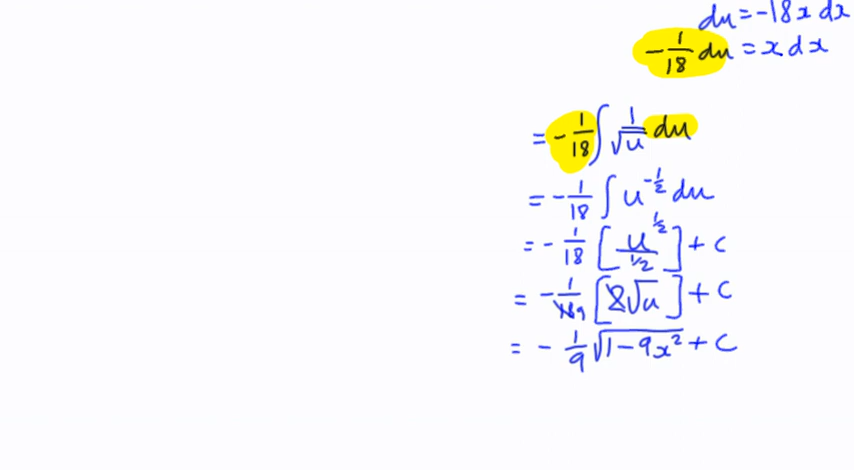 du = -18x dx
-1/18 du = x dx
= -1/18 ∫ 1/√u du
= -1/18 ∫ u^(-1/2) du
= -1/18 [u^(1/2) / (1/2)] + C
= -1/18 9 [2√u] + C
= -1/9 √(1-9x²) + C